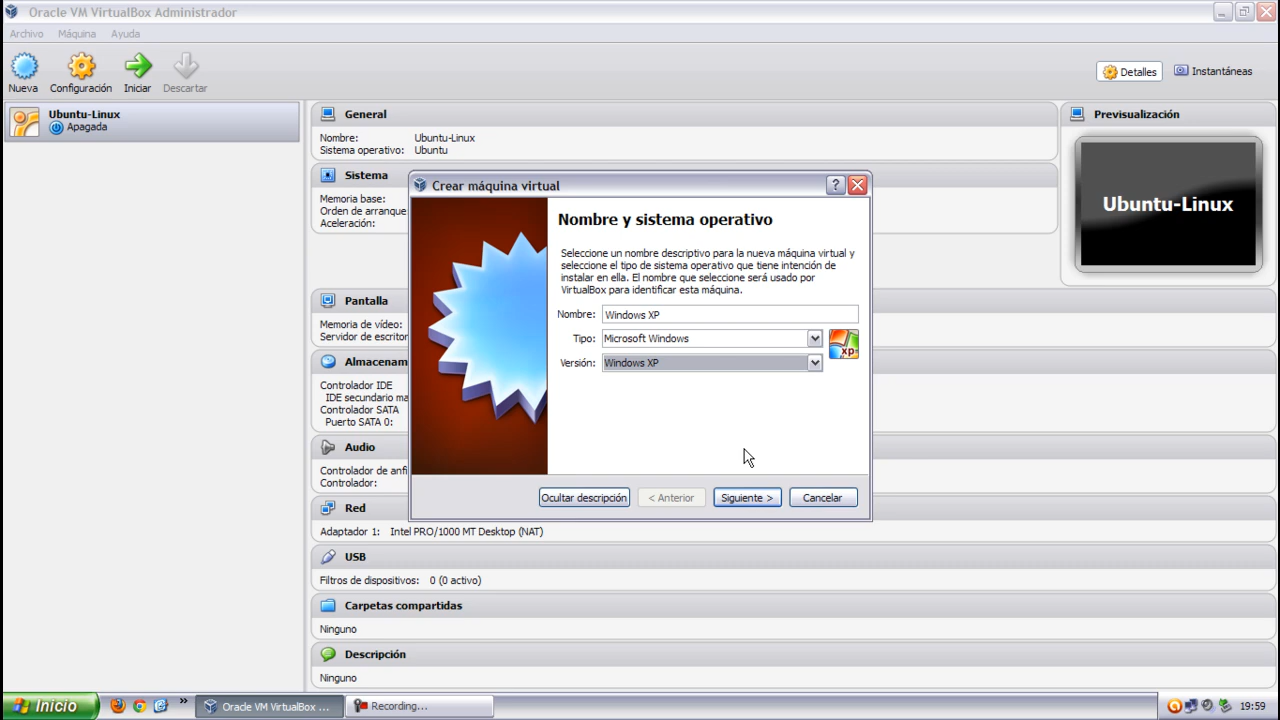 Oracle VM VirtualBox Administrador
Archivo Máquina Ayuda
Nueva Configuración Iniciar Descartar
Detalles Instantáneas
Ubuntu-Linux
Apagada
General
Nombre: Ubuntu-Linux
Sistema operativo: Ubuntu
Sistema
Memoria base:
Orden de arranque
Aceleración:
Pantalla
Memoria de vídeo:
Servidor de escritor
Almacenam
Controlador IDE
IDE secundario ma
Controlador SATA
Puerto SATA 0:
Audio
Controlador de anfi
Controlador:
Red
Adaptador 1: Intel PRO/1000 MT Desktop (NAT)
USB
Filtros de dispositivos: 0 (0 activo)
Carpetas compartidas
Ninguno
Descripción
Ninguno
Previsualización
Ubuntu-Linux
Crear máquina virtual
Nombre y sistema operativo
Seleccione un nombre descriptivo para la nueva máquina virtual y
seleccione el tipo de sistema operativo que tiene intención de
instalar en ella. El nombre que seleccione será usado por
VirtualBox para identificar esta máquina.
Nombre: Windows XP
Tipo: Microsoft Windows
xp
Versión: Windows XP
Ocultar descripción < Anterior Siguiente > Cancelar
Inicio » Oracle VM VirtualBox ... Recording... 19:59